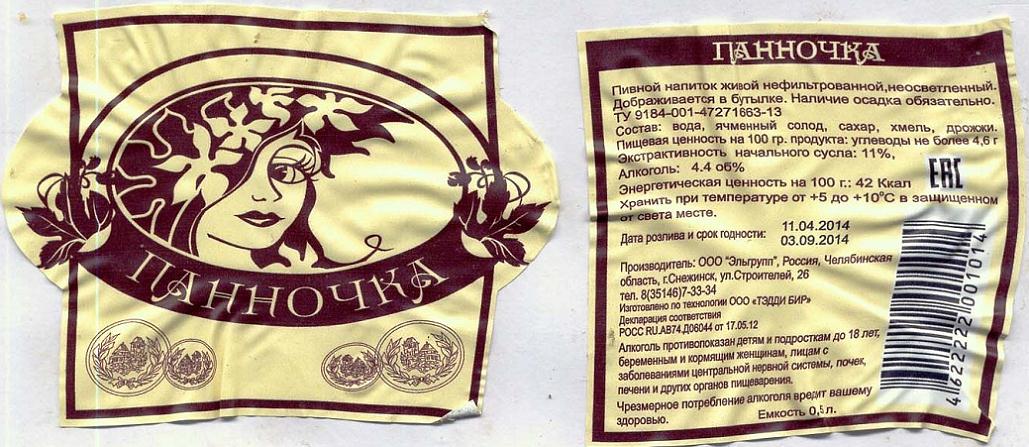 ПАННОЧКА
ПАННОЧКА
Пивной напиток живой нефильтрованной,неосветленный.
Дображивается в бутылке. Наличие осадка обязательно.
ТУ 9184-001-47271663-13
Состав: вода, ячменный солод, сахар, хмель, дрожжи.
Пищевая ценность на 100 гр. продукта: углеводы не более 4,6 г
Экстрактивность начального сусла: 11%,
Алкоголь: 4.4 об%
Энергетическая ценность на 100 г.: 42 Ккал
EAC
Хранить при температуре от +5 до +10°С в защищенном
от света месте.
Дата розлива и срок годности: 11.04.2014
03.09.2014
Производитель: ООО "Эльгрупп", Россия, Челябинская
область, г.Снежинск, ул.Строителей, 26
тел. 8(35146)7-33-34
Изготовлено по технологии ООО «ТЭДДИ БИР»
Декларация соответствия
РОСС RU.АВ74.Д06044 от 17.05.12
Алкоголь противопоказан детям и подросткам до 18 лет,
беременным и кормящим женщинам, лицам с
заболеваниями центральной нервной системы, почек,
печени и других органов пищеварения.
Чрезмерное потребление алкоголя вредит вашему
здоровью.
Емкость 0,5л.
4622222001014